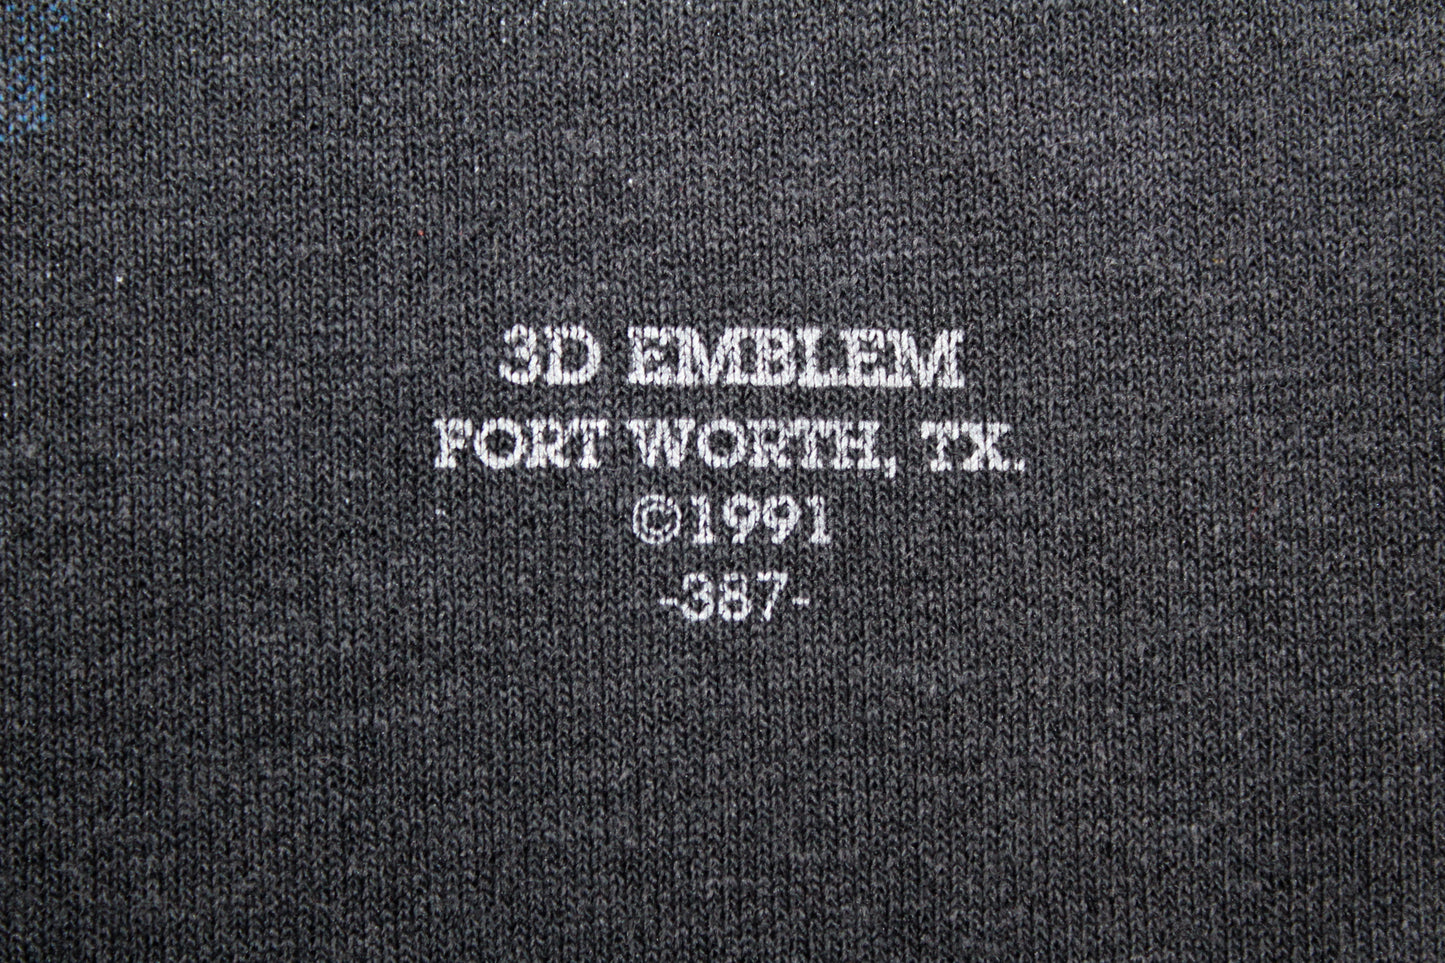 3D EMBLEM
FORT WORTH, TX.
©1991
-387-